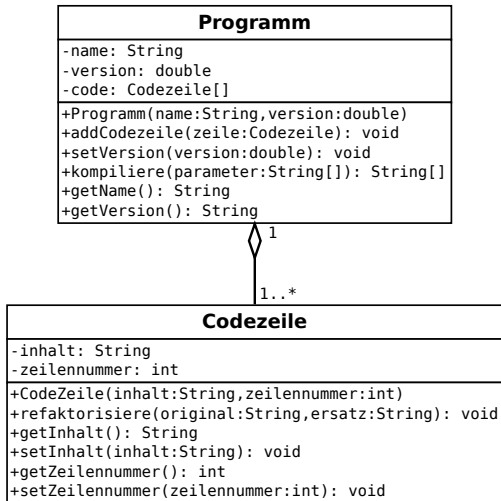 Programm
-name: String
-version: double
-code: Codezeile[]
+Programm(name:String,version:double)
+addCodezeile(zeile:Codezeile): void
+setVersion(version:double): void
+kompiliere(parameter:String[]): String[]
+getName(): String
+getVersion(): String
1
1..*
Codezeile
-inhalt: String
-zeilennummer: int
+CodeZeile(inhalt:String,zeilennummer:int)
+refaktorisiere(original:String,ersatz:String): void
+getInhalt(): String
+setInhalt(inhalt:String): void
+getZeilennummer(): int
+setZeilennummer(zeilennummer:int): void